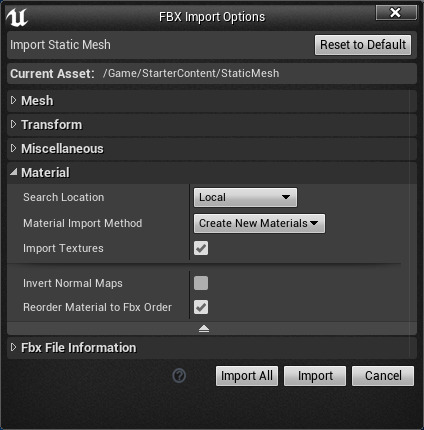 FBX Import Options
Import Static Mesh
Reset to Default
Current Asset: /Game/StarterContent/StaticMesh
Mesh
Transform
Miscellaneous
Material
Search Location
Local
Material Import Method
Create New Materials
Import Textures
Invert Normal Maps
Reorder Material to Fbx Order
Fbx File Information
?
Import All
Import
Cancel